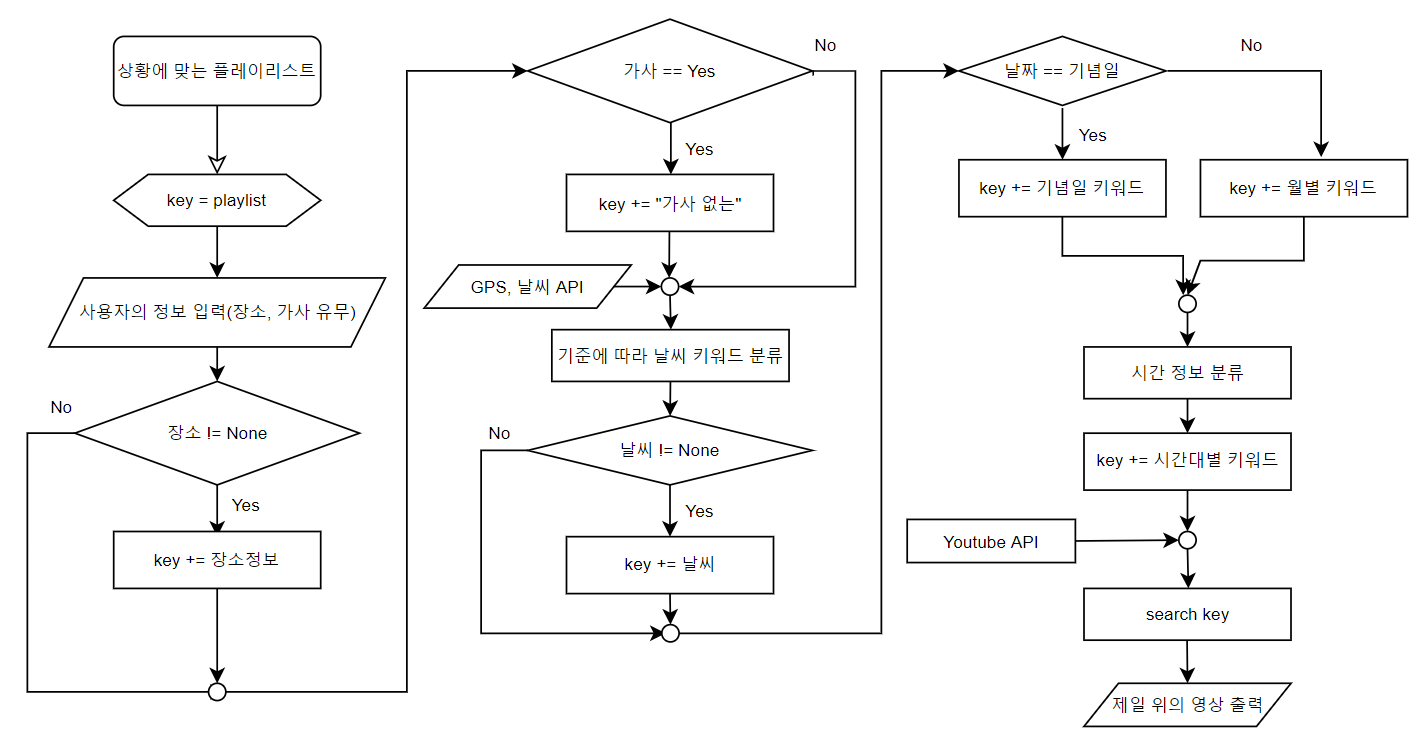 상황에 맞는 플레이리스트
key = playlist
사용자의 정보 입력(장소, 가사 유무)
장소 != None
No
Yes
key += 장소정보
가사 == Yes
No
Yes
key += "가사 없는"
GPS, 날씨 API
기준에 따라 날씨 키워드 분류
날씨 != None
No
Yes
key += 날씨
날짜 == 기념일
No
Yes
key += 기념일 키워드
key += 월별 키워드
시간 정보 분류
key += 시간대별 키워드
Youtube API
search key
제일 위의 영상 출력